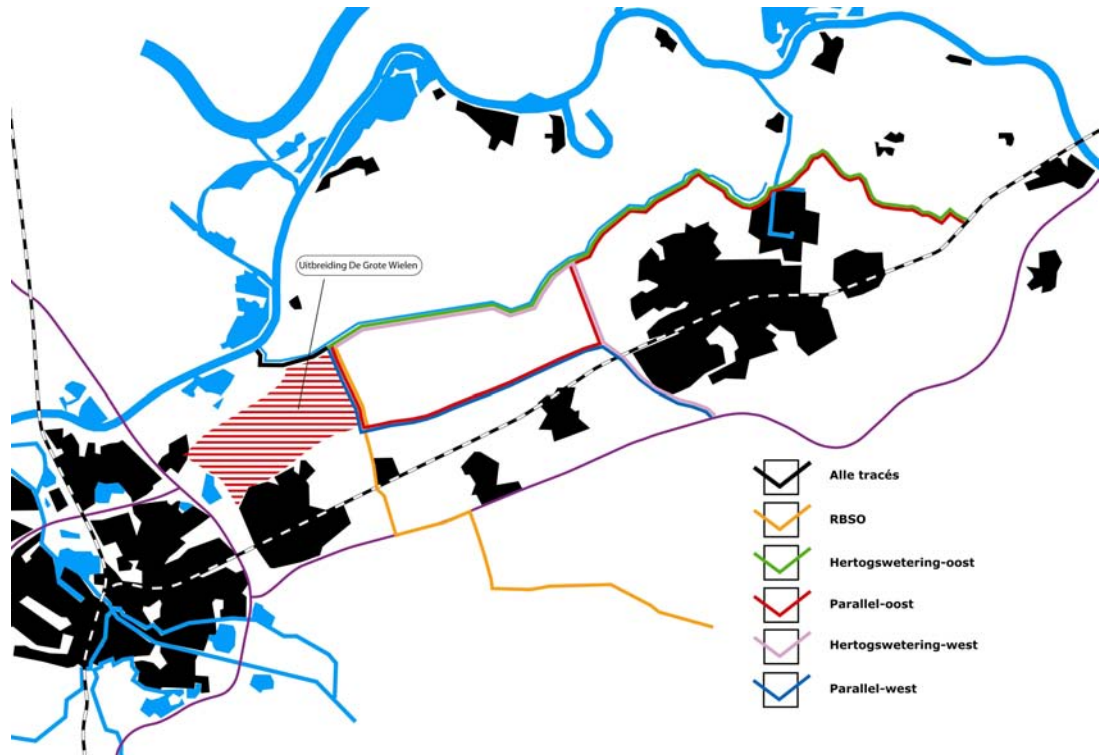 Uitbreiding De Grote Wielen
Alle tracés
RBSO
Hertogswetering-oost
Parallel-oost
Hertogswetering-west
Parallel-west